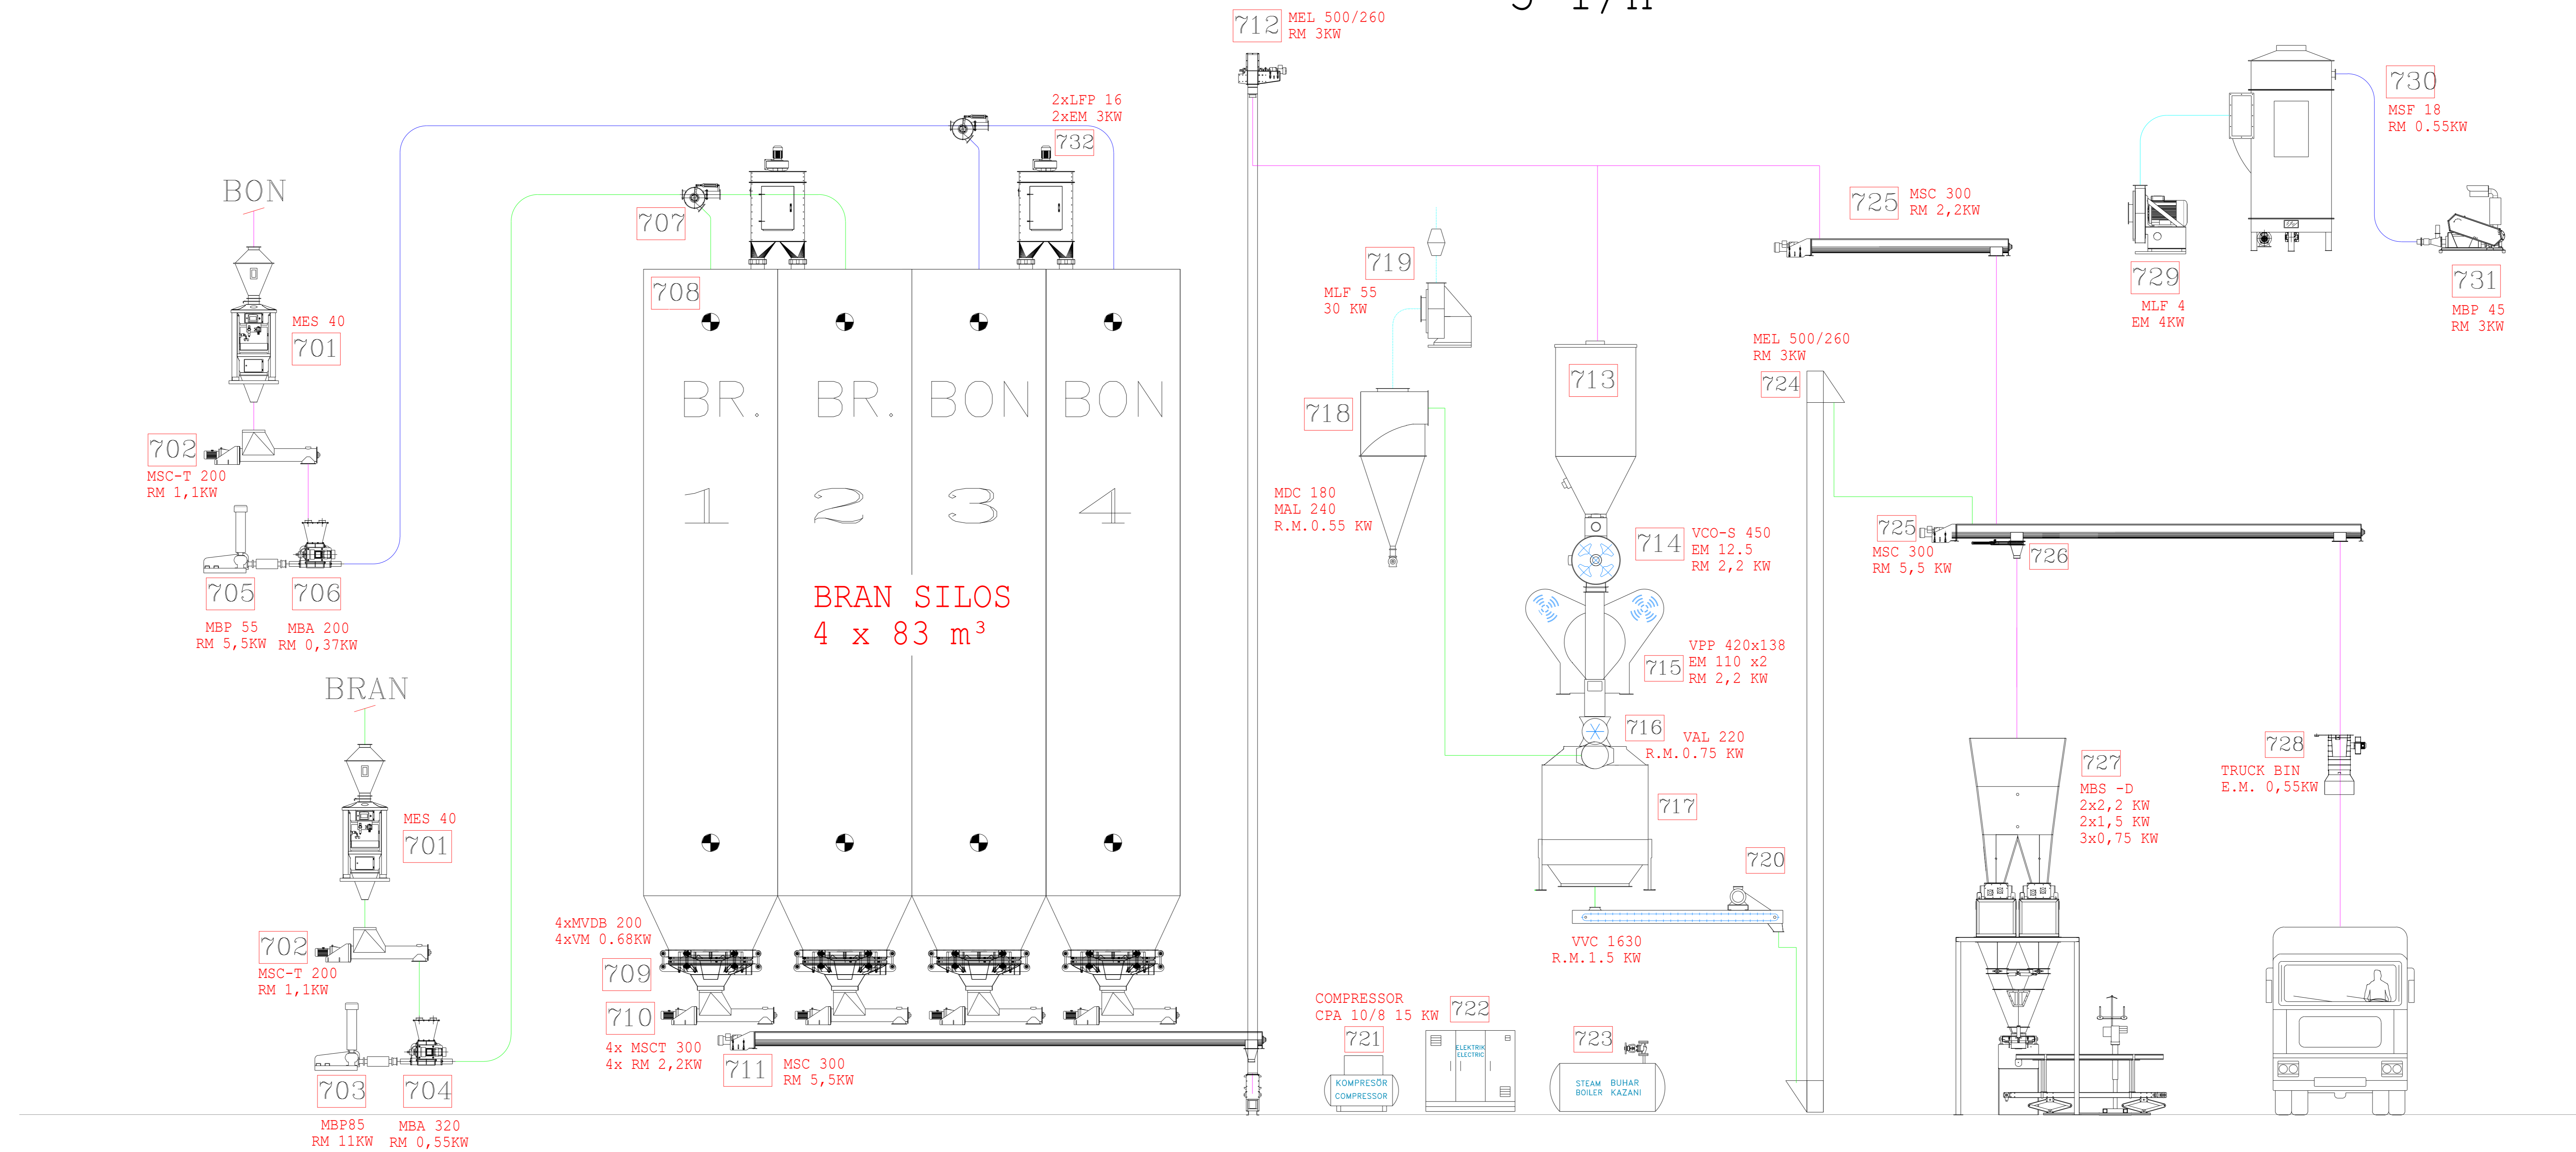 712
MEL 500/260
RM 3KW
2xLFP 16
2xEM 3KW
732
730
MSF 18
RM 0.55KW
BON
707
725
MSC 300
RM 2,2KW
719
MLF 55
30 KW
729
MLF 4
EM 4KW
731
MBP 45
RM 3KW
708
MES 40
701
MEL 500/260
RM 3KW
724
713
718
BR.
BR.
BON
BON
1
2
3
4
702
MSC-T 200
RM 1,1KW
MDC 180
MAL 240
R.M.0.55 KW
714
VCO-S 450
EM 12.5
RM 2,2 KW
725
MSC 300
RM 5,5 KW
726
705
706
MBP 55
RM 5,5KW
MBA 200
RM 0,37KW
BRAN SILOS
4 x 83 m³
715
VPP 420x138
EM 110 x2
RM 2,2 KW
BRAN
716
VAL 220
R.M.0.75 KW
728
TRUCK BIN
E.M. 0,55KW
727
MBS -D
2x2,2 KW
2x1,5 KW
3x0,75 KW
717
MES 40
701
720
VVC 1630
R.M.1.5 KW
4xMVDB 200
4xVM 0.68KW
709
702
MSC-T 200
RM 1,1KW
710
4x MSCT 300
4x RM 2,2KW
711
MSC 300
RM 5,5KW
COMPRESSOR
CPA 10/8 15 KW
721
KOMPRESÖR
COMPRESSOR
722
ELEKTRIK
ELECTRIC
723
STEAM BUHAR
BOILER KAZANI
703
704
MBP85
RM 11KW
MBA 320
RM 0,55KW